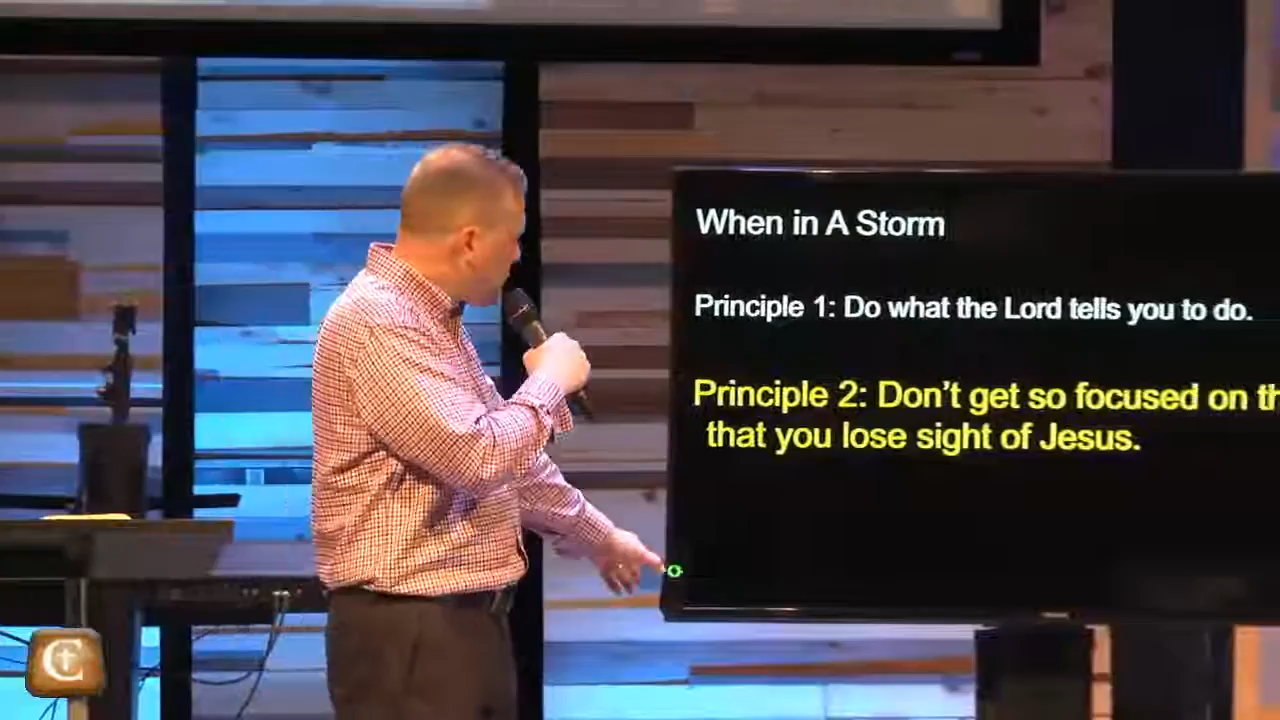 When in A Storm
Principle 1: Do what the Lord tells you to do.
Principle 2: Don't get so focused on
that you lose sight of Jesus.
C